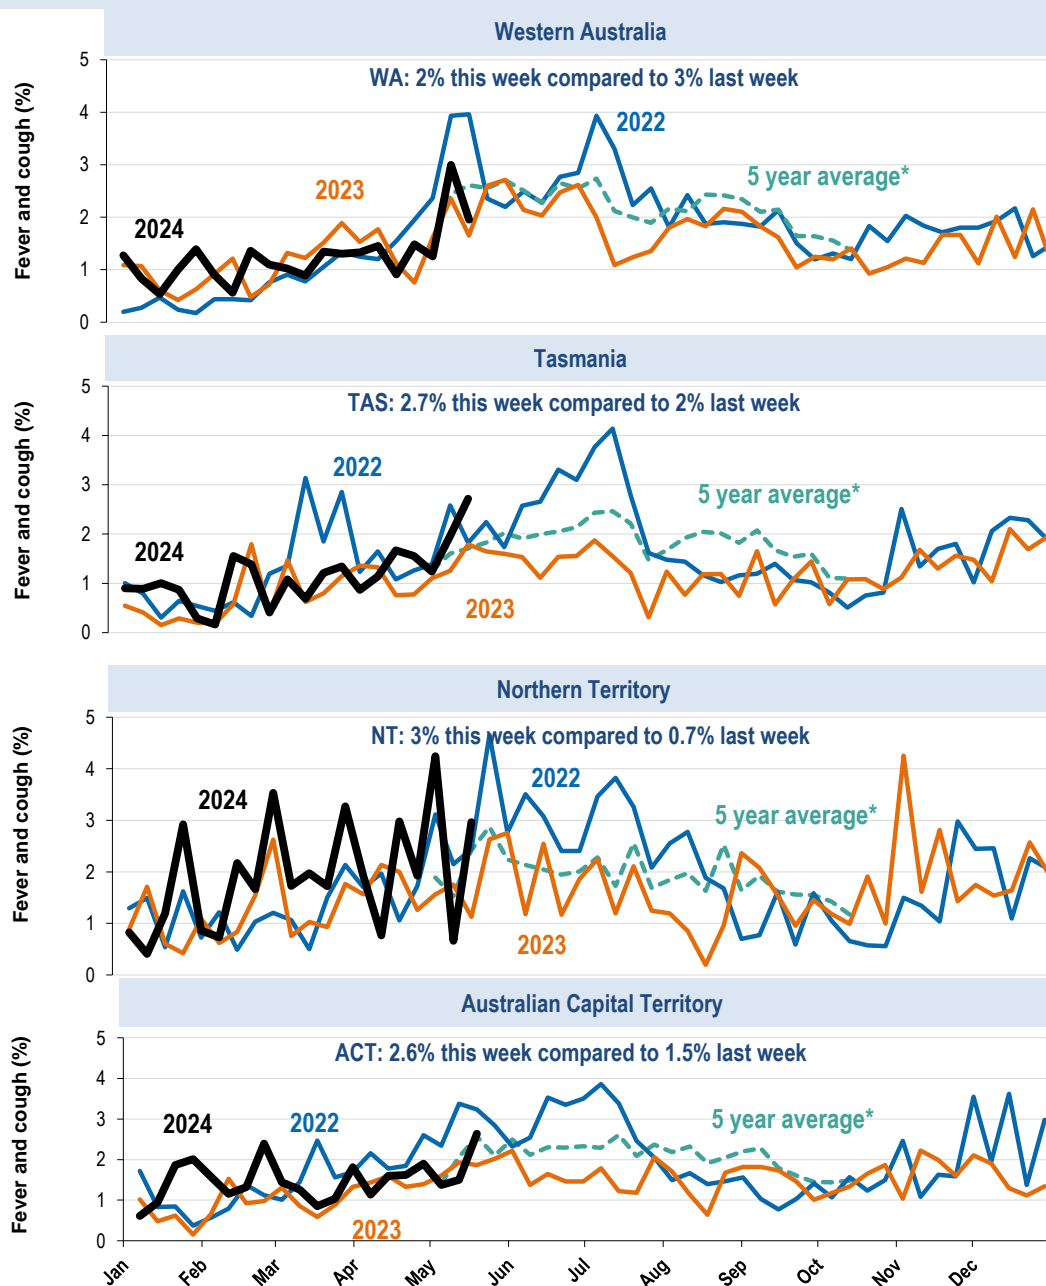 Western Australia
Fever and cough (%)
5
4
3
2
1
0
WA: 2% this week compared to 3% last week
2022
2023
2024
5 year average*
Tasmania
Fever and cough (%)
5
4
3
2
1
0
TAS: 2.7% this week compared to 2% last week
2022
5 year average*
2024
2023
Northern Territory
Fever and cough (%)
5
4
3
2
1
0
NT: 3% this week compared to 0.7% last week
2022
2024
5 year average*
2023
Australian Capital Territory
Fever and cough (%)
5
4
3
2
1
0
ACT: 2.6% this week compared to 1.5% last week
2024
2022
5 year average*
2023
Jan
Feb
Mar
Apr
May
Jun
Jul
Aug
Sep
Oct
Nov
Dec